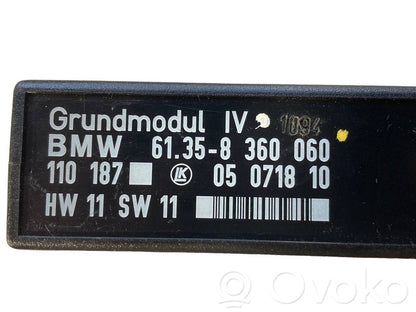 Grundmodul IV 1094
BMW 61.35-8 360 060
110 187 LK 05 0718 10
HW 11 SW 11
Ovoko